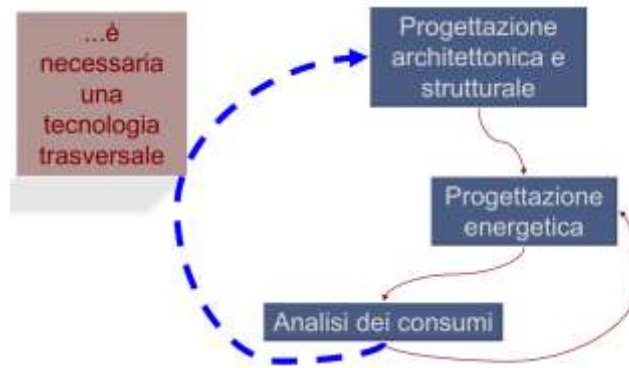 ...è
necessaria
una
tecnologia
trasversale
Progettazione
architettonica e
strutturale
Progettazione
energetica
Analisi dei consumi